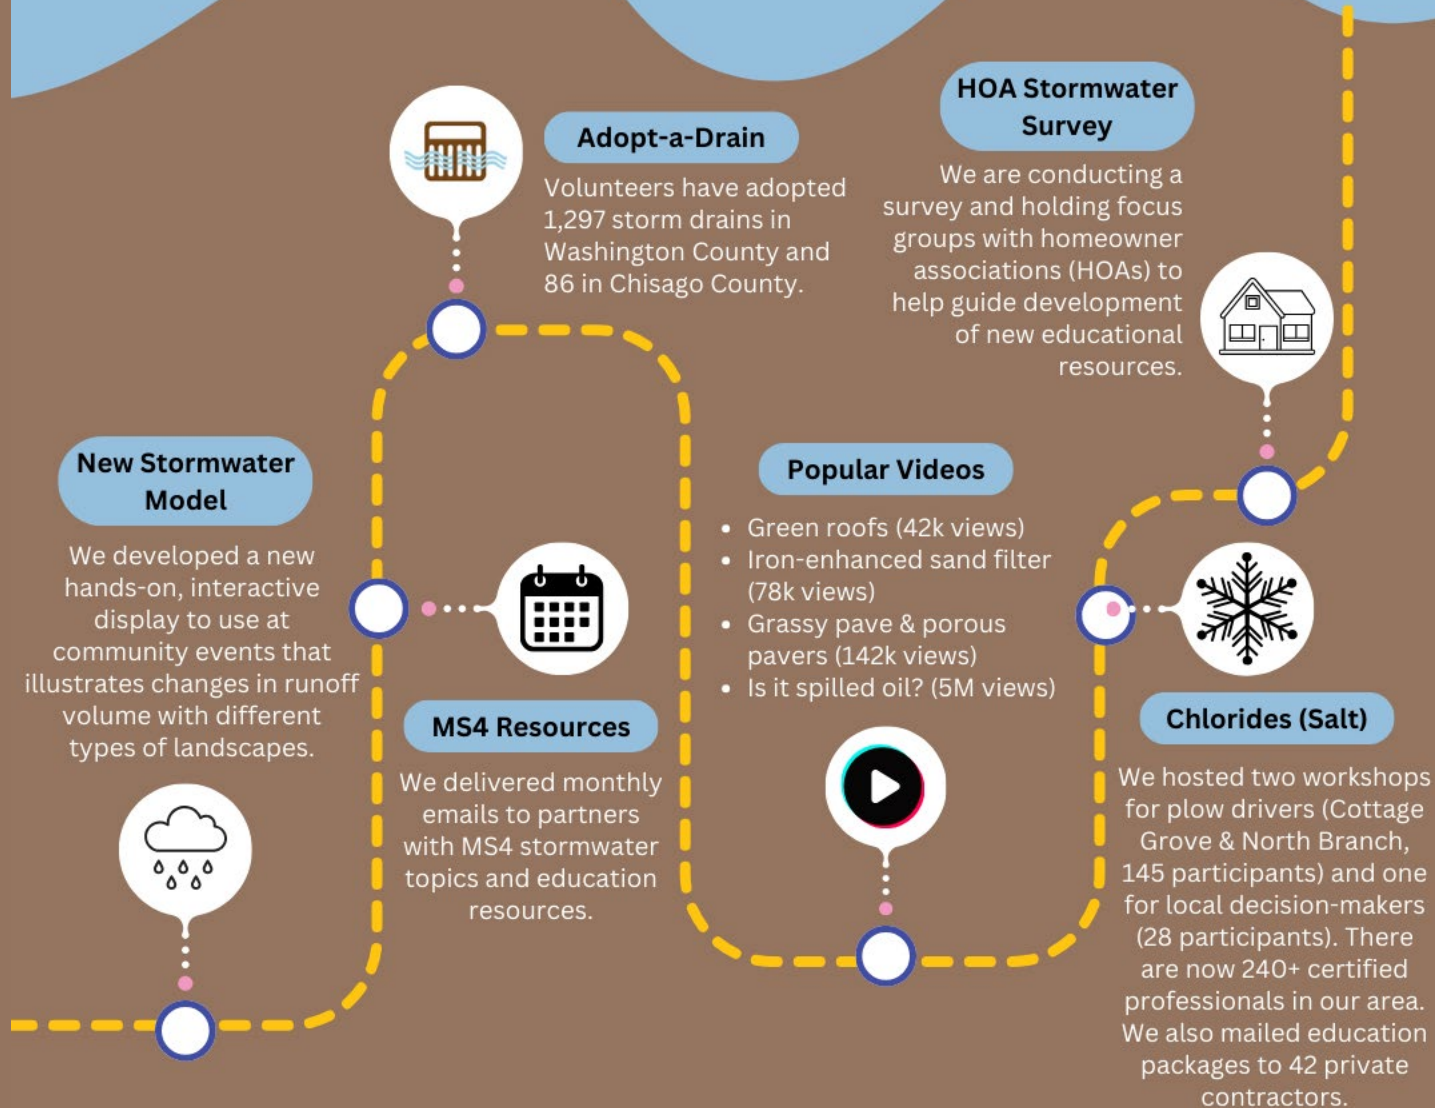 New Stormwater
Model
We developed a new
hands-on, interactive
display to use at
community events that
illustrates changes in runoff
volume with different
types of landscapes.
MS4 Resources
We delivered monthly
emails to partners
with MS4 stormwater
topics and education
resources.
Adopt-a-Drain
Volunteers have adopted
1,297 storm drains in
Washington County and
86 in Chisago County.
Popular Videos
• Green roofs (42k views)
• Iron-enhanced sand filter
(78k views)
• Grassy pave & porous
pavers (142k views)
• Is it spilled oil? (5M views)
Chlorides (Salt)
We hosted two workshops
for plow drivers (Cottage
Grove & North Branch,
145 participants) and one
for local decision-makers
(28 participants). There
are now 240+ certified
professionals in our area.
We also mailed education
packages to 42 private
contractors.
HOA Stormwater
Survey
We are conducting a
survey and holding focus
groups with homeowner
associations (HOAs) to
help guide development
of new educational
resources.